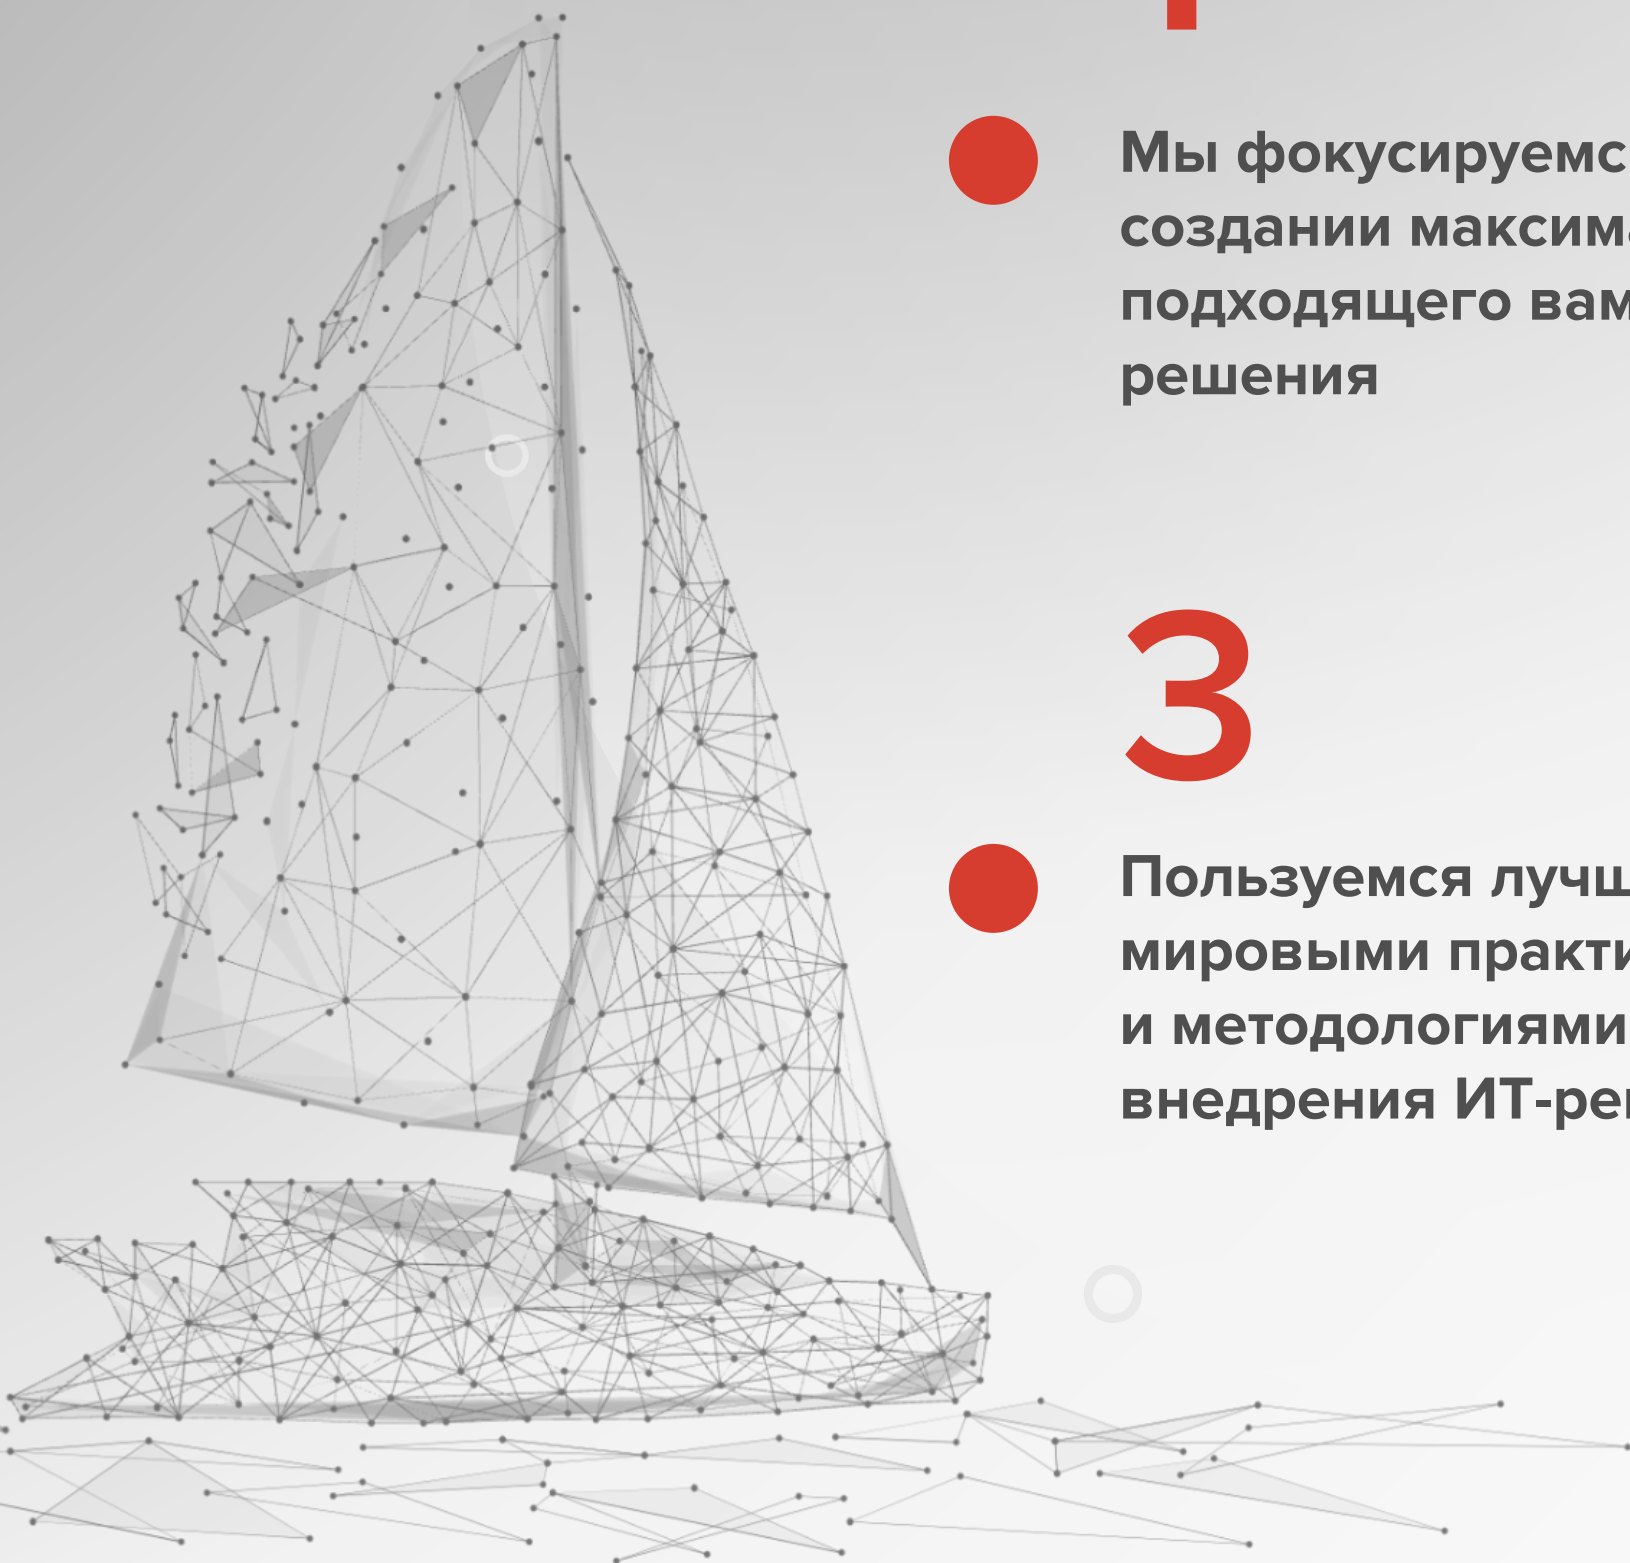 Мы фокусируемс
создании максим
подходящего вам
решения
3
Пользуемся лучш
мировыми практи
и методологиями
внедрения ИТ-ре